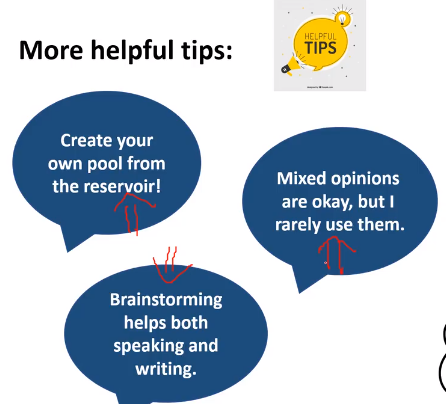 More helpful tips:
HELPFUL
TIPS
Create your
own pool from
the reservoir!
Mixed opinions
are okay, but I
rarely use them.
Brainstorming
helps both
speaking and
writing.